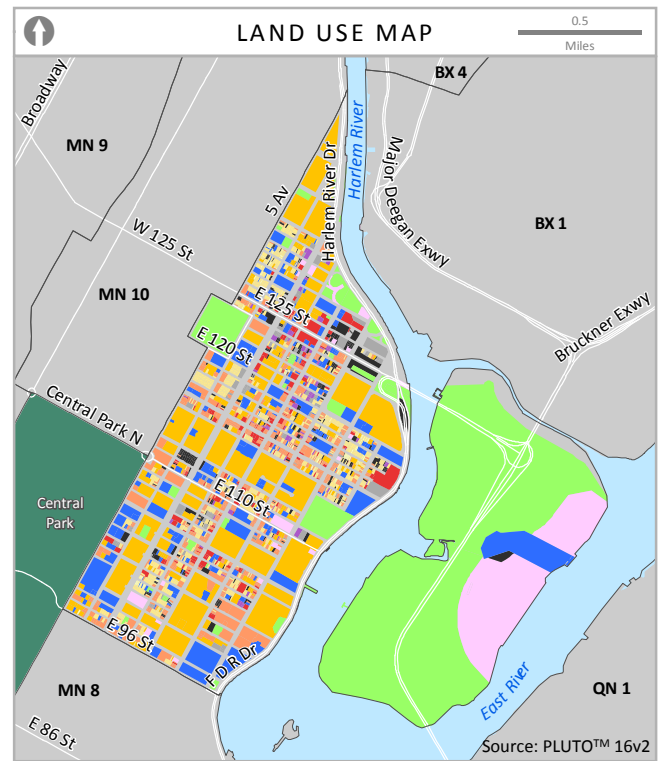 LAND USE MAP
0.5
Miles
BX 4
Broadway
Harlem River
MN 9
Harlem River Dr
Major Deegan Exwy
5 Av
BX 1
W 125 St
MN 10
E 125 St
Bruckner Exwy
E 120 St
Central Park N
E 110 St
Central
Park
E 96 St
F D R Dr
MN 8
East River
QN 1
E 86 St
Source: PLUTO™ 16v2